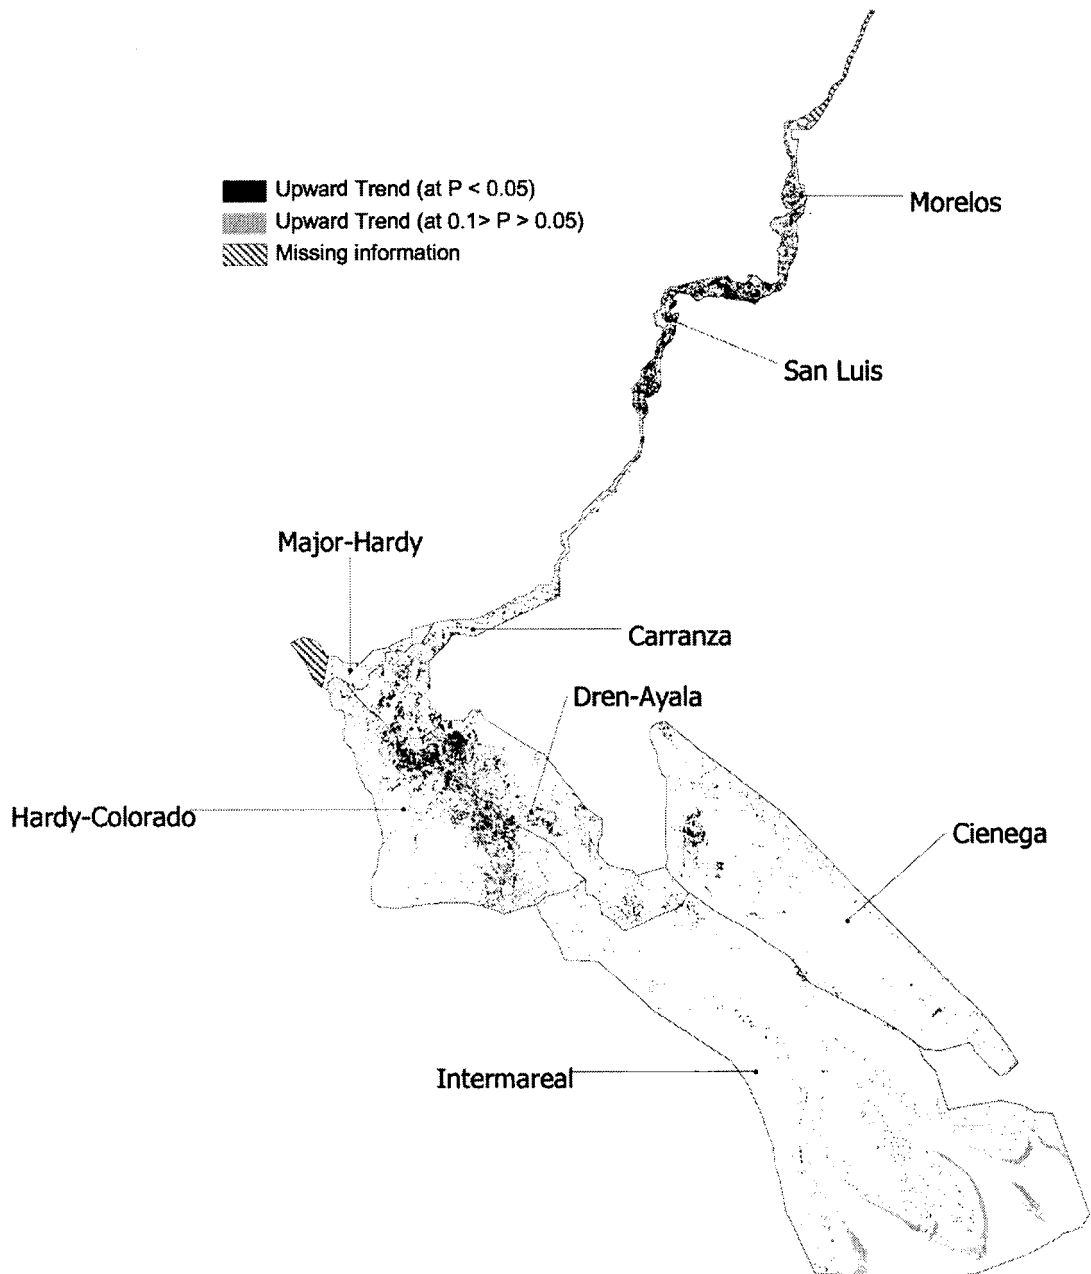 Upward Trend (at P < 0.05)
Upward Trend (at 0.1> P > 0.05)
Missing information
Morelos
San Luis
Major-Hardy
Carranza
Dren-Ayala
Hardy-Colorado
Cienega
Intermareal